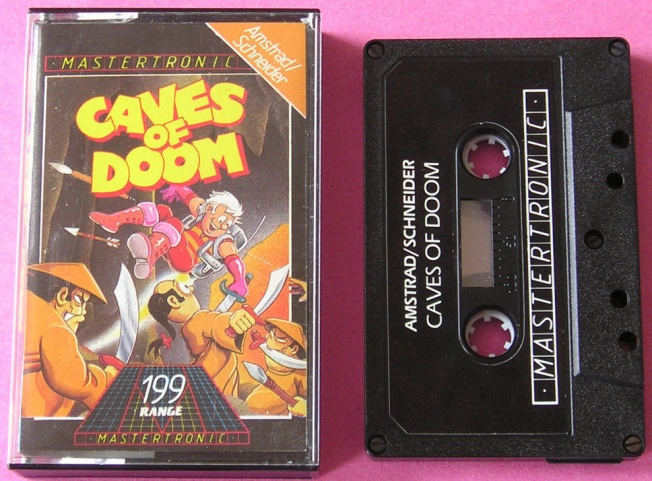 MASTERTRONIC
Amstrad/
Schneider
CAVES
OF
DOOM
199
RANGE
MASTERTRONIC
AMSTRAD/SCHNEIDER
CAVES OF DOOM
MASTERTRONIC